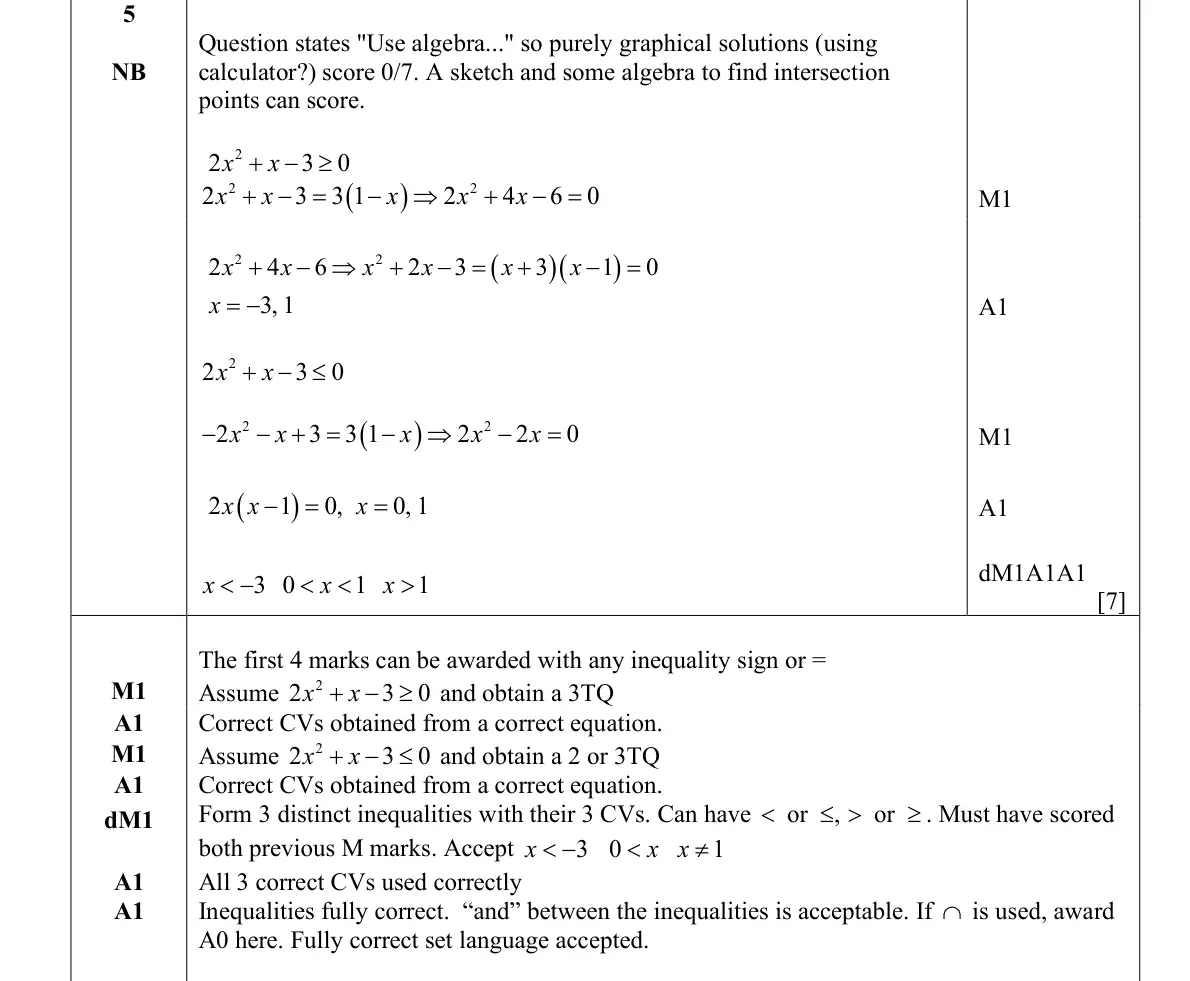 5
NB
Question states "Use algebra..." so purely graphical solutions (using
calculator?) score 0/7. A sketch and some algebra to find intersection
points can score.
2x² + x − 3 ≥ 0
2x² + x − 3 = 3(1 − x) ⇒ 2x² + 4x − 6 = 0 M1
2x² + 4x − 6 ⇒ x² + 2x − 3 = (x + 3)(x − 1) = 0
x = −3, 1 A1
2x² + x − 3 ≤ 0
−2x² − x + 3 = 3(1 − x) ⇒ 2x² − 2x = 0 M1
2x(x − 1) = 0, x = 0, 1 A1
x < −3 0 < x < 1 x > 1 dM1A1A1
[7]
The first 4 marks can be awarded with any inequality sign or =
M1 Assume 2x² + x − 3 ≥ 0 and obtain a 3TQ
A1 Correct CVs obtained from a correct equation.
M1 Assume 2x² + x − 3 ≤ 0 and obtain a 2 or 3TQ
A1 Correct CVs obtained from a correct equation.
dM1 Form 3 distinct inequalities with their 3 CVs. Can have < or ≤, > or ≥. Must have scored
both previous M marks. Accept x < −3 0 < x x ≠ 1
A1 All 3 correct CVs used correctly
A1 Inequalities fully correct. “and” between the inequalities is acceptable. If ∩ is used, award
A0 here. Fully correct set language accepted.